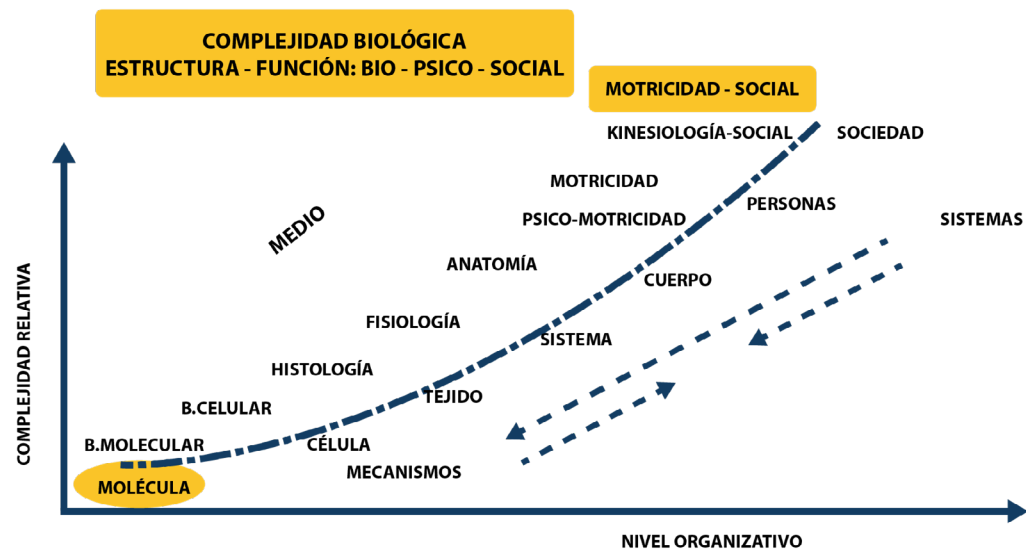 COMPLEJIDAD BIOLÓGICA
ESTRUCTURA - FUNCIÓN: BIO - PSICO - SOCIAL
MOTRICIDAD - SOCIAL
KINESIOLOGÍA-SOCIAL
SOCIEDAD
MOTRICIDAD
PERSONAS
PSICO-MOTRICIDAD
SISTEMAS
MEDIO
ANATOMÍA
CUERPO
FISIOLOGÍA
SISTEMA
HISTOLOGÍA
TEJIDO
B.CELULAR
CÉLULA
B.MOLECULAR
MECANISMOS
MOLÉCULA
COMPLEJIDAD RELATIVA
NIVEL ORGANIZATIVO